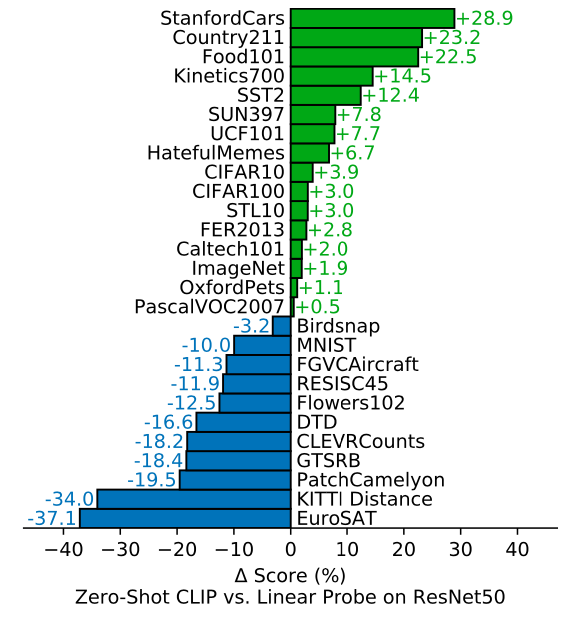 StanfordCars +28.9
Country211 +23.2
Food101 +22.5
Kinetics700 +14.5
SST2 +12.4
SUN397 +7.8
UCF101 +7.7
HatefulMemes +6.7
CIFAR10 +3.9
CIFAR100 +3.0
STL10 +3.0
FER2013 +2.8
Caltech101 +2.0
ImageNet +1.9
OxfordPets +1.1
PascalVOC2007 +0.5
-3.2 Birdsnap
-10.0 MNIST
-11.3 FGVCAircraft
-11.9 RESISC45
-12.5 Flowers102
-16.6 DTD
-18.2 CLEVRCounts
-18.4 GTSRB
-19.5 PatchCamelyon
-34.0 KITTI Distance
-37.1 EuroSAT
−40 −30 −20 −10 0 10 20 30 40
Δ Score (%)
Zero-Shot CLIP vs. Linear Probe on ResNet50